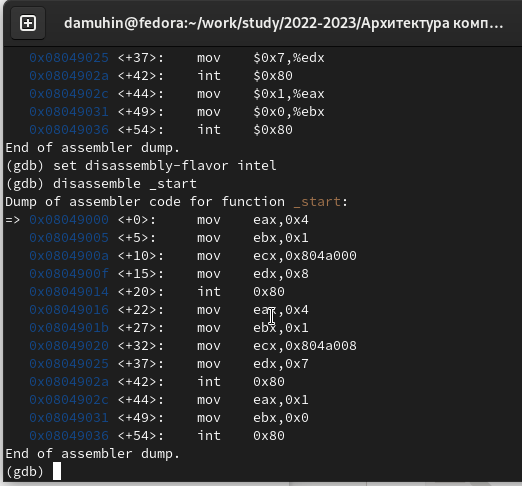 damuhin@fedora:~/work/study/2022-2023/Архитектура комп...
0x08049025 <+37>: mov $0x7,%edx
0x0804902a <+42>: int $0x80
0x0804902c <+44>: mov $0x1,%eax
0x08049031 <+49>: mov $0x0,%ebx
0x08049036 <+54>: int $0x80
End of assembler dump.
(gdb) set disassembly-flavor intel
(gdb) disassemble _start
Dump of assembler code for function _start:
=> 0x08049000 <+0>: mov eax,0x4
0x08049005 <+5>: mov ebx,0x1
0x0804900a <+10>: mov ecx,0x804a000
0x0804900f <+15>: mov edx,0x8
0x08049014 <+20>: int 0x80
0x08049016 <+22>: mov eax,0x4
0x0804901b <+27>: mov ebx,0x1
0x08049020 <+32>: mov ecx,0x804a008
0x08049025 <+37>: mov edx,0x7
0x0804902a <+42>: int 0x80
0x0804902c <+44>: mov eax,0x1
0x08049031 <+49>: mov ebx,0x0
0x08049036 <+54>: int 0x80
End of assembler dump.
(gdb)